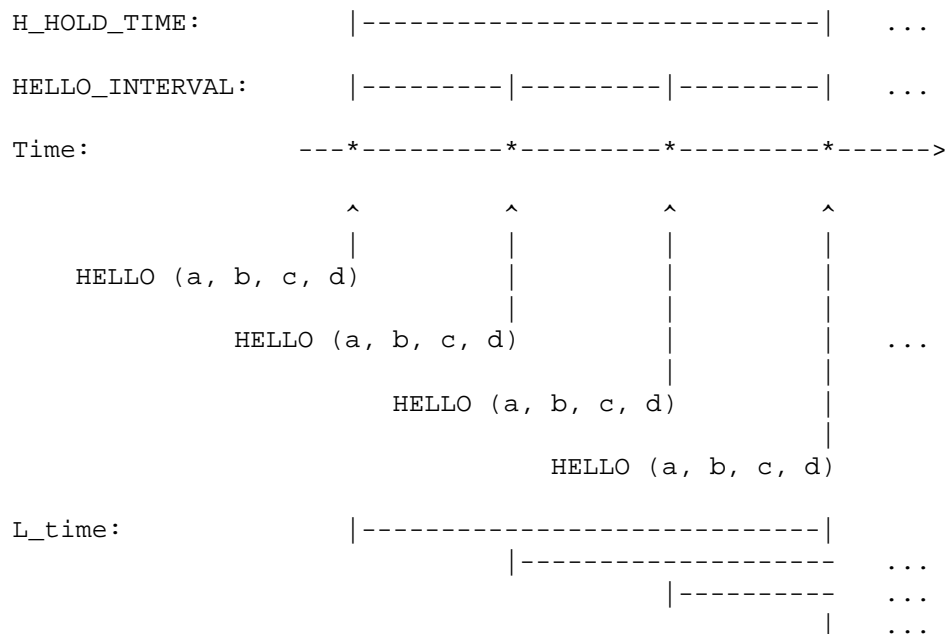 H_HOLD_TIME:            |-----------------------------|    ...
HELLO_INTERVAL:         |---------|---------|---------|    ...
Time:                ---*---------*---------*---------*------>
                        ^         ^         ^         ^
                        |         |         |         |
    HELLO (a, b, c, d)            |         |         |
                                  |         |         |
              HELLO (a, b, c, d)            |         |    ...
                                            |         |
                        HELLO (a, b, c, d)            |
                                                      |
                                  HELLO (a, b, c, d)
L_time:                 |-----------------------------|
                                  |--------------------    ...
                                            |----------    ...
                                                      |    ...